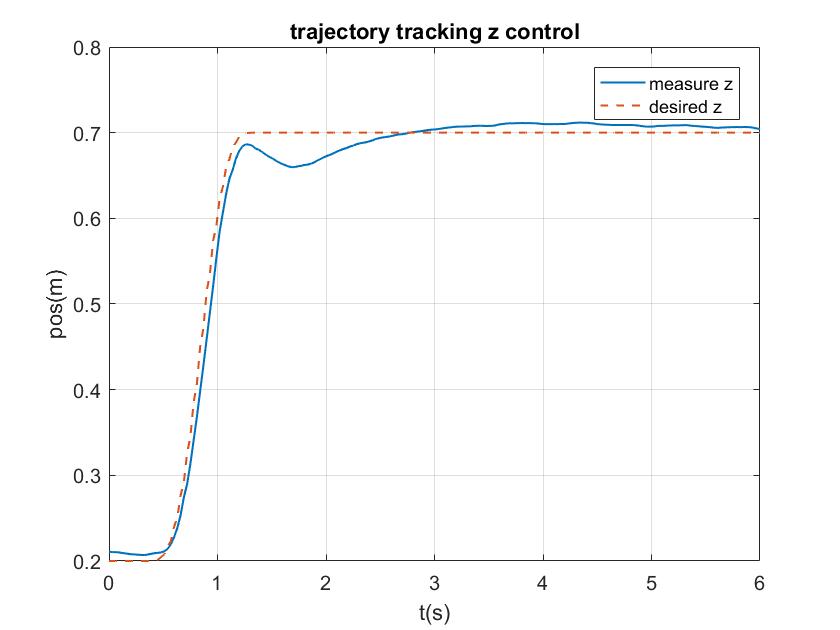 trajectory tracking z control
measure z
desired z
0.8
0.7
0.6
0.5
0.4
0.3
0.2
pos(m)
0 1 2 3 4 5 6
t(s)